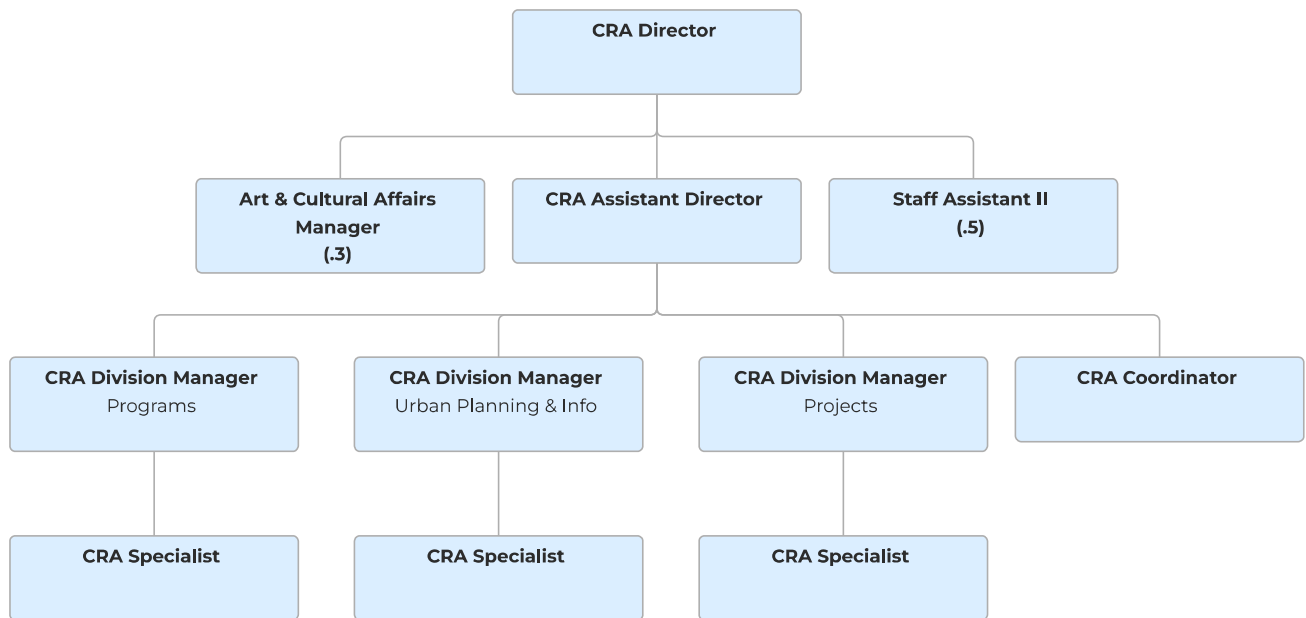 CRA Director
Art & Cultural Affairs
Manager
(.3)
CRA Assistant Director
Staff Assistant II
(.5)
CRA Division Manager
Programs
CRA Division Manager
Urban Planning & Info
CRA Division Manager
Projects
CRA Coordinator
CRA Specialist
CRA Specialist
CRA Specialist